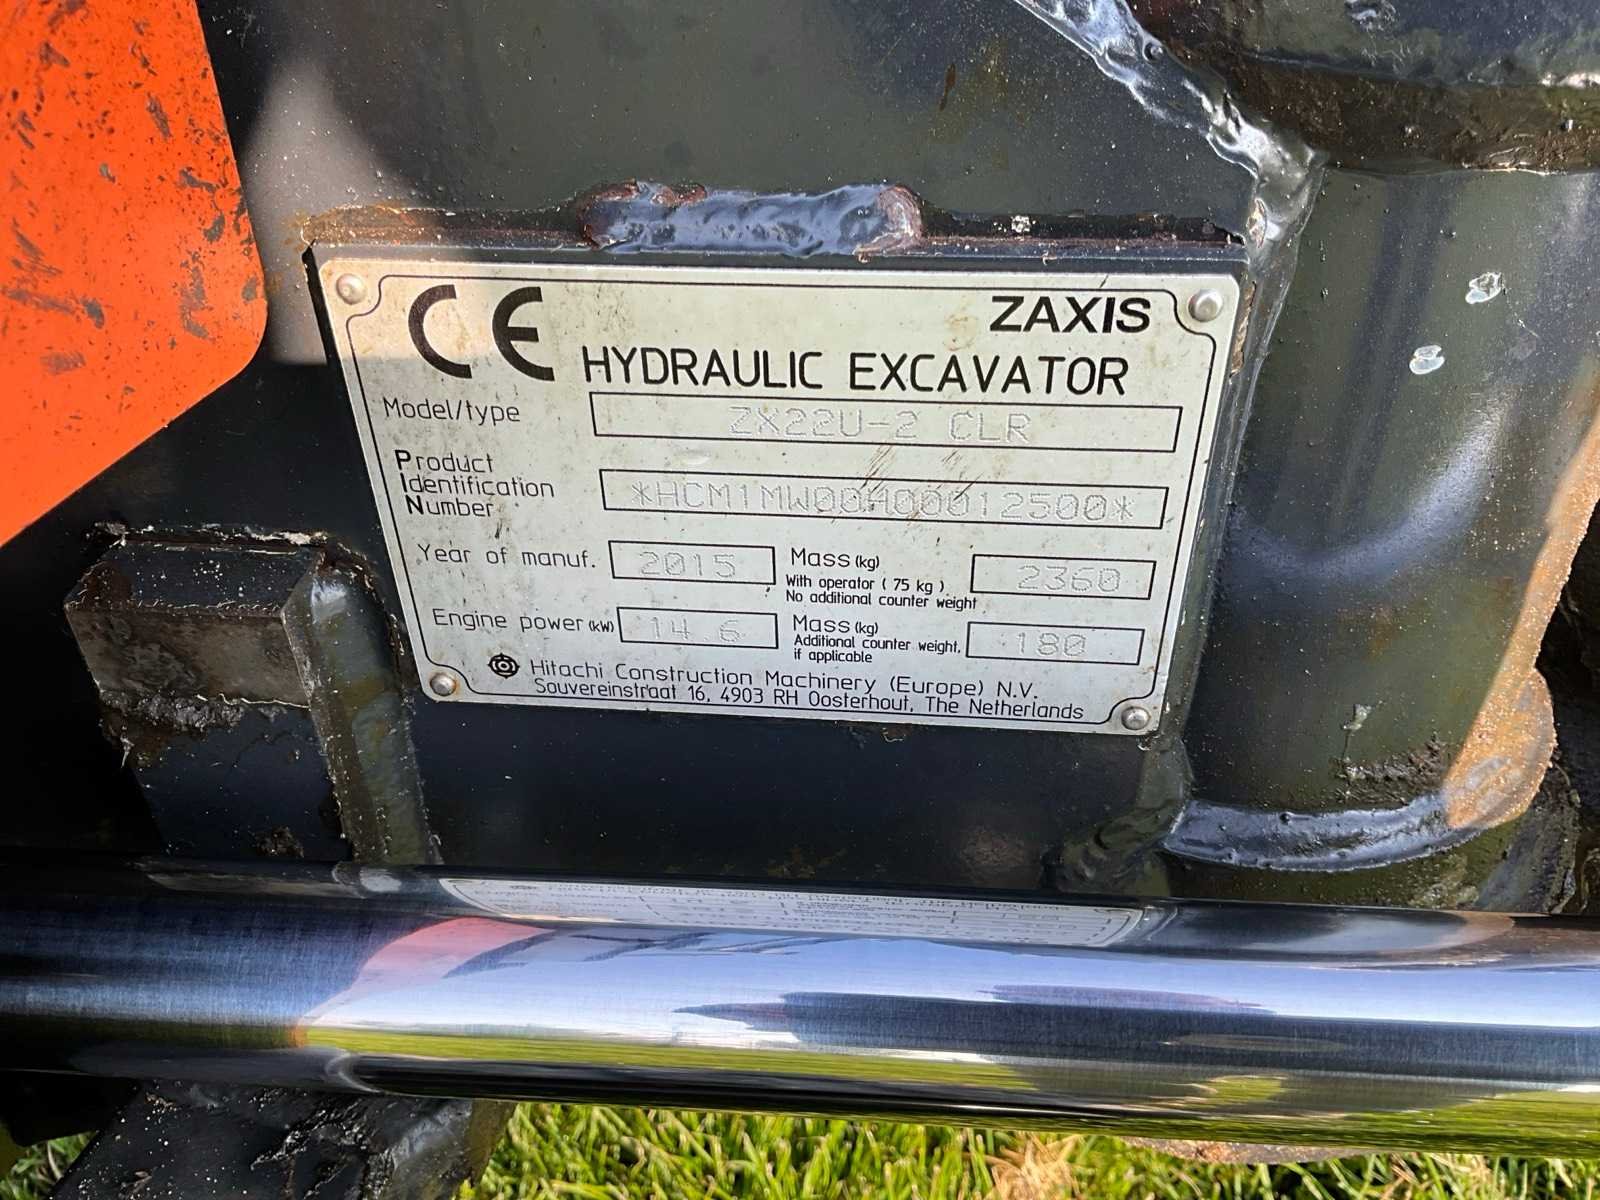 CE ZAXIS
HYDRAULIC EXCAVATOR
Model/type ZX22U-2 CLR
Product
Identification
Number *HCM1MW00H00012500*
Year of manuf. 2015 Mass (kg) 2360
With operator ( 75 kg )
No additional counter weight
Engine power (kW) 14.6 Mass (kg) 180
Additional counter weight,
if applicable
Hitachi Construction Machinery (Europe) N.V.
Souvereinstraat 16, 4903 RH Oosterhout, The Netherlands